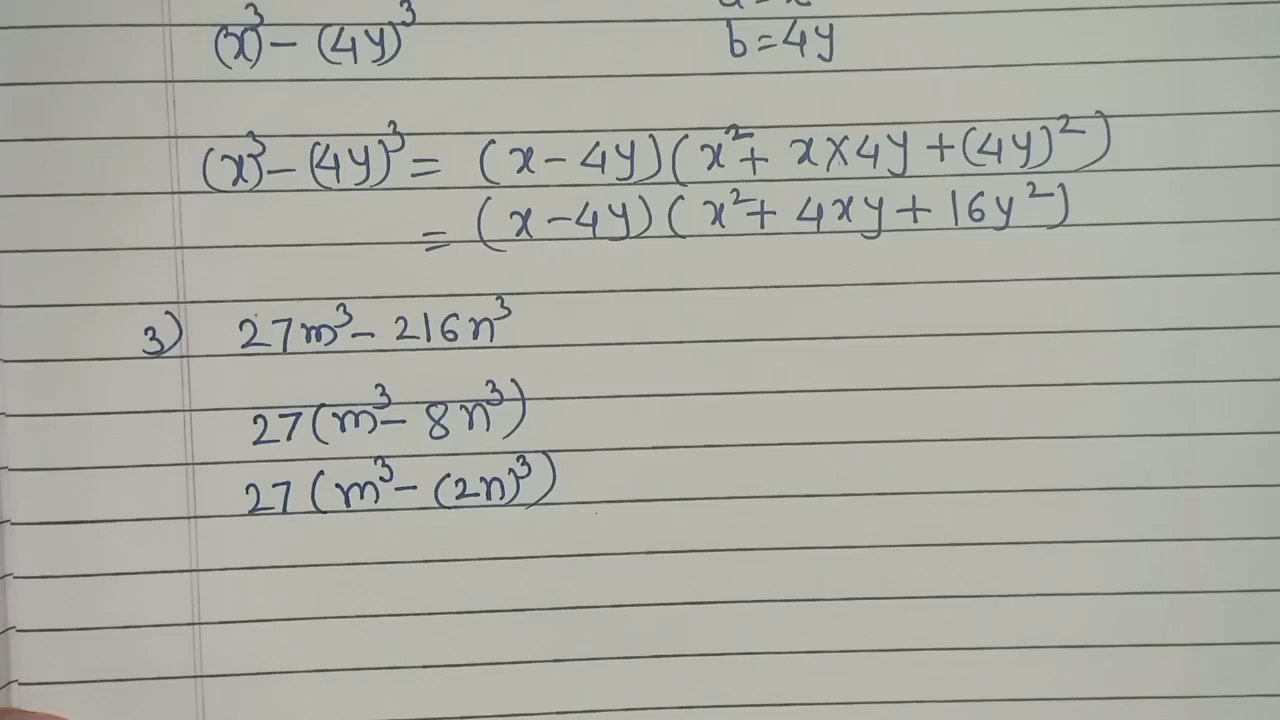 (x)³ - (4y)³
b = 4y
(x)³ - (4y)³ = (x - 4y)(x² + x×4y + (4y)²)
= (x - 4y)(x² + 4xy + 16y²)
3) 27m³ - 216n³
27(m³ - 8n³)
27(m³ - (2n)³)